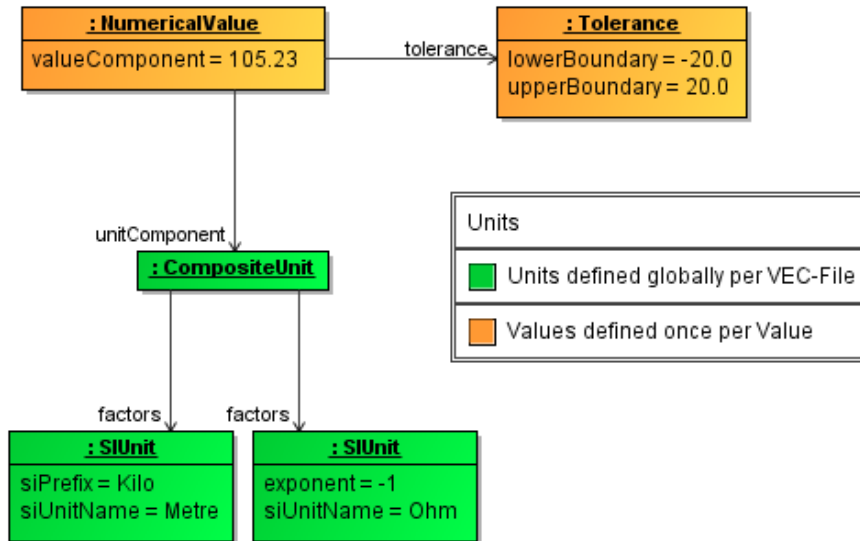 : NumericalValue
valueComponent = 105.23
tolerance
: Tolerance
lowerBoundary = -20.0
upperBoundary = 20.0
unitComponent
: CompositeUnit
Units
Units defined globally per VEC-File
Values defined once per Value
factors
factors
: SIUnit
siPrefix = Kilo
siUnitName = Metre
: SIUnit
exponent = -1
siUnitName = Ohm